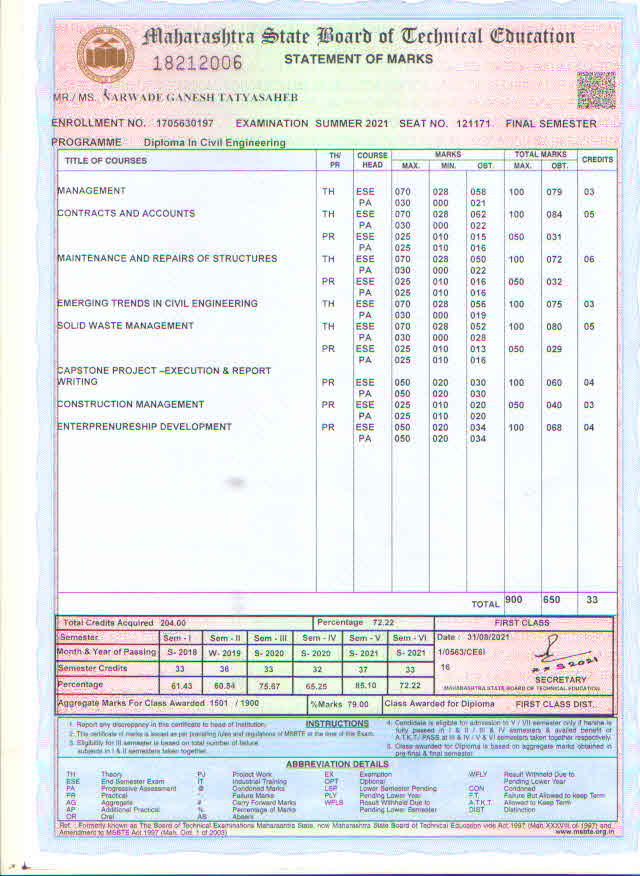 Maharashtra State Board of Technical Education
18212006
STATEMENT OF MARKS
MR./ MS. NARWADE GANESH TATYASAHEB
ENROLLMENT NO. 1705630197 EXAMINATION SUMMER 2021 SEAT NO. 121171 FINAL SEMESTER
PROGRAMME Diploma In Civil Engineering
TITLE OF COURSES TH/ PR COURSE HEAD MARKS TOTAL MARKS CREDITS
MAX. MIN. OBT. MAX. OBT.
MANAGEMENT TH ESE 070 028 058 100 079 03
PA 030 000 021
CONTRACTS AND ACCOUNTS TH ESE 070 028 062 100 084 05
PA 030 000 022
PR ESE 025 010 015 050 031
PA 025 010 016
MAINTENANCE AND REPAIRS OF STRUCTURES TH ESE 070 028 050 100 072 06
PA 030 000 022
PR ESE 025 010 016 050 032
PA 025 010 016
EMERGING TRENDS IN CIVIL ENGINEERING TH ESE 070 028 056 100 075 03
PA 030 000 019
SOLID WASTE MANAGEMENT TH ESE 070 028 052 100 080 05
PA 030 000 028
PR ESE 025 010 013 050 029
PA 025 010 016
CAPSTONE PROJECT –EXECUTION & REPORT
WRITING PR ESE 050 020 030 100 060 04
PA 050 020 030
CONSTRUCTION MANAGEMENT PR ESE 025 010 020 050 040 03
PA 025 010 020
ENTERPRENURESHIP DEVELOPMENT PR ESE 050 020 034 100 068 04
PA 050 020 034
TOTAL 900 650 33
Total Credits Acquired 204.00 Percentage 72.22 FIRST CLASS
Semester Sem - I Sem - II Sem - III Sem - IV Sem - V Sem - VI Date : 31/08/2021
Month & Year of Passing S- 2018 W- 2019 S- 2020 S- 2020 S- 2021 S- 2021 1/0563/CE6I
Semester Credits 33 36 33 32 37 33 16
SECRETARY
Percentage 61.43 60.84 75.67 65.25 85.10 72.22 MAHARASHTRA STATE BOARD OF TECHNICAL EDUCATION
Aggregate Marks For Class Awarded 1501 / 1900 %Marks 79.00 Class Awarded for Diploma FIRST CLASS DIST.
INSTRUCTIONS
1. Report any discrepancy in this certificate to head of Institution.
2. This certificate of marks is issued as per operating rules and regulations of MSBTE at the time of the Exam.
3. Eligibility for III semester is based on total number of failure
subjects in I & II semesters taken together.
4. Candidate is eligible for admission to V / VII semester only if he/she is
fully passed in I & II / III & IV semesters & availed benefit of
A.T.K.T./ PASS at III & IV / V & VI semesters taken together respectively.
5. Class awarded for Diploma is based on aggregate marks obtained in
pre-final & final semester.
ABBREVIATION DETAILS
TH Theory PJ Project Work EX Exemption WFLY Result Withheld Due to
ESE End Semester Exam IT Industrial Training OPT Optional Pending Lower Year
PA Progressive Assessment @ Condoned Marks LSP Lower Semester Pending CON Condoned
PR Practical * Failure Marks PLY Pending Lower Year F.T. Failure But Allowed to keep Term
AG Aggregate # Carry Forward Marks WFLS Result Withheld Due to A.T.K.T. Allowed to Keep Term
AP Additional Practical % Percentage of Marks Pending Lower Semester DIST Distinction
OR Oral AB Absent
Ref. : Formerly known as The Board of Technical Examinations Maharashtra State, now Maharashtra State Board of Technical Education vide Act 1997 (Mah. XXXVIII of 1997) and
Amendment to MSBTE Act 1997 (Mah. Ord. 1 of 2003) www.msbte.org.in